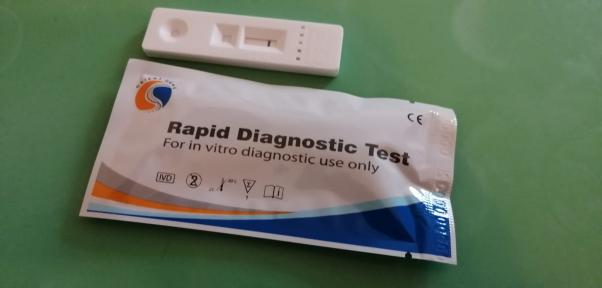 CE
Rapid Diagnostic Test
For in vitro diagnostic use only
IVD